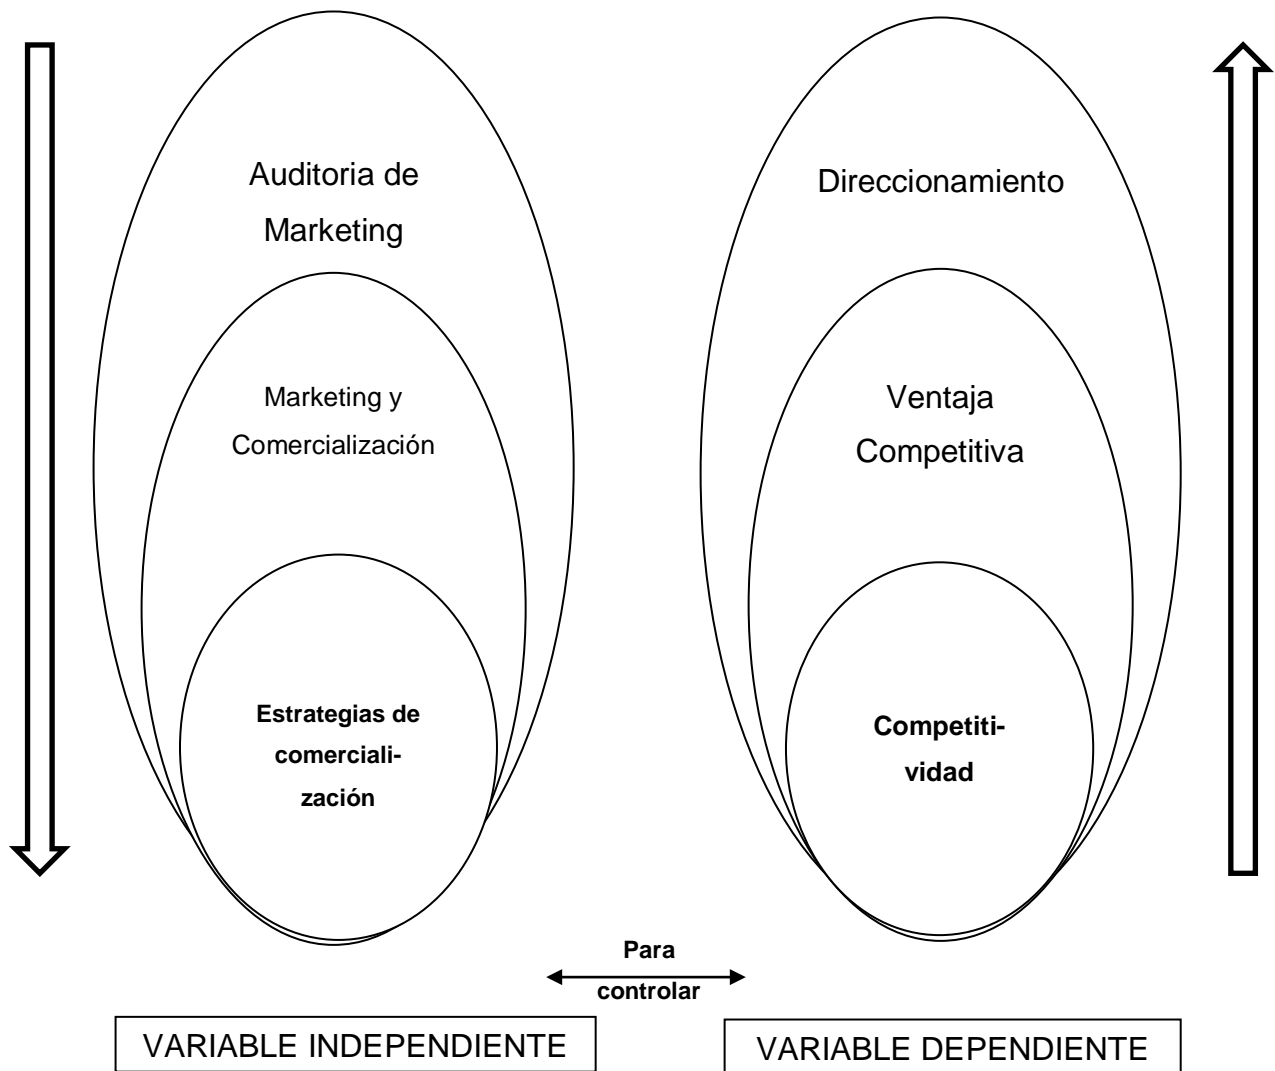 Auditoria de
Marketing
Marketing y
Comercialización
Estrategias de
comerciali-
zación
Direccionamiento
Ventaja
Competitiva
Competiti-
vidad
Para
controlar
VARIABLE INDEPENDIENTE
VARIABLE DEPENDIENTE